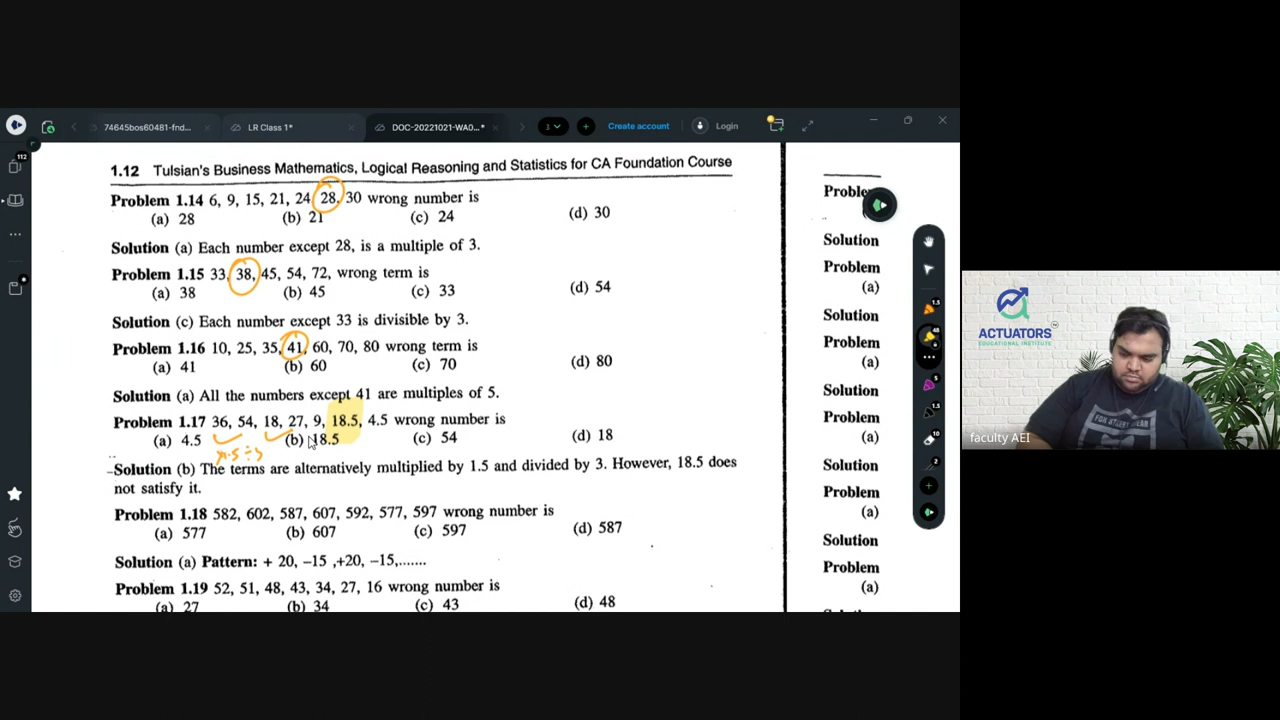 74645bos60481-fnd...
LR Class 1*
DOC-20221021-WA0...*
3
Create account
Login
112
1.12 Tulsian's Business Mathematics, Logical Reasoning and Statistics for CA Foundation Course
Problem 1.14 6, 9, 15, 21, 24 28, 30 wrong number is
(a) 28 (b) 21 (c) 24 (d) 30
Solution (a) Each number except 28, is a multiple of 3.
Problem 1.15 33, 38, 45, 54, 72, wrong term is
(a) 38 (b) 45 (c) 33 (d) 54
Solution (c) Each number except 33 is divisible by 3.
Problem 1.16 10, 25, 35, 41, 60, 70, 80 wrong term is
(a) 41 (b) 60 (c) 70 (d) 80
Solution (a) All the numbers except 41 are multiples of 5.
Problem 1.17 36, 54, 18, 27, 9, 18.5, 4.5 wrong number is
(a) 4.5 (b) 18.5 (c) 54 (d) 18
×1.5 ÷3
Solution (b) The terms are alternatively multiplied by 1.5 and divided by 3. However, 18.5 does
not satisfy it.
Problem 1.18 582, 602, 587, 607, 592, 577, 597 wrong number is
(a) 577 (b) 607 (c) 597 (d) 587
Solution (a) Pattern: + 20, –15 ,+20, –15,.......
Problem 1.19 52, 51, 48, 43, 34, 27, 16 wrong number is
(a) 27 (b) 34 (c) 43 (d) 48
Proble
Solution
Problem
(a)
Solution
Problem
(a)
Solution
Problem
(a)
Solution
Problem
(a)
Solution
Problem
(a)
ACTUATORS
EDUCATIONAL INSTITUTE
faculty AEI